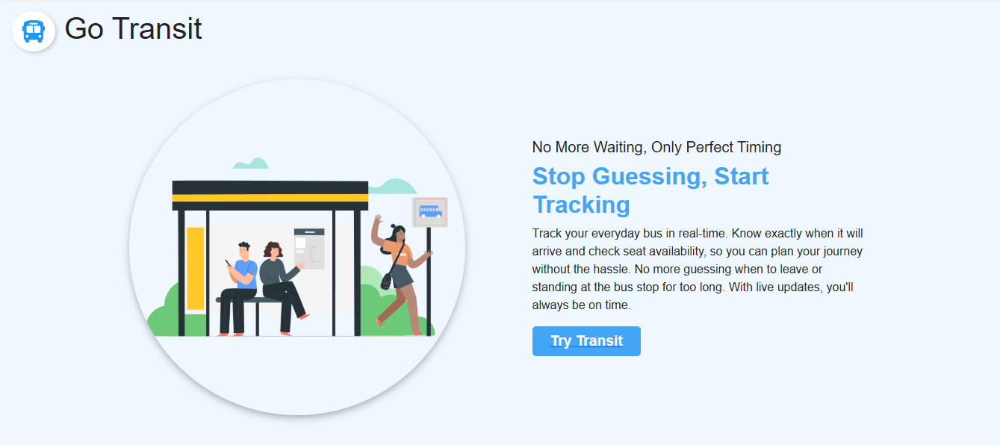 Go Transit
No More Waiting, Only Perfect Timing
Stop Guessing, Start
Tracking
Track your everyday bus in real-time. Know exactly when it will
arrive and check seat availability, so you can plan your journey
without the hassle. No more guessing when to leave or
standing at the bus stop for too long. With live updates, you'll
always be on time.
Try Transit